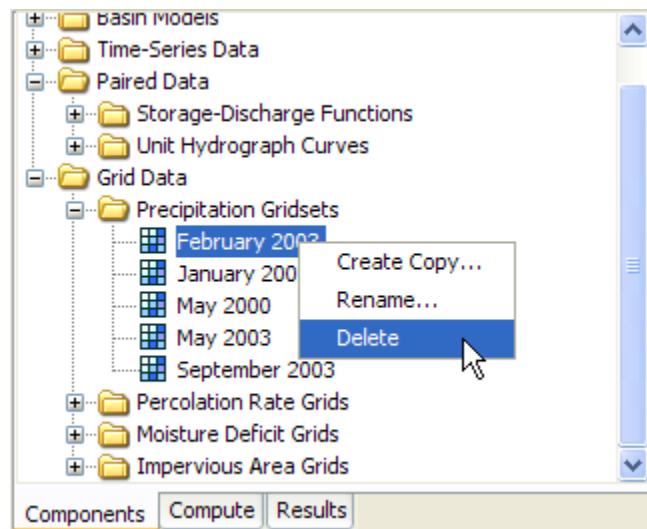 Basin Models
Time-Series Data
Paired Data
Storage-Discharge Functions
Unit Hydrograph Curves
Grid Data
Precipitation Gridsets
February 2003
January 200
May 2000
May 2003
September 2003
Create Copy...
Rename...
Delete
Percolation Rate Grids
Moisture Deficit Grids
Impervious Area Grids
Components Compute Results